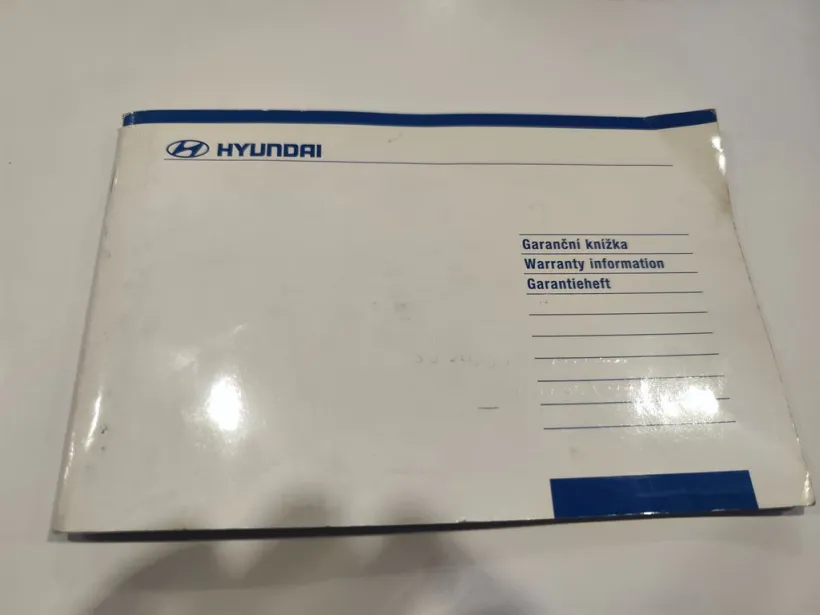 HYUNDAI
Garanční knížka
Warranty information
Garantieheft